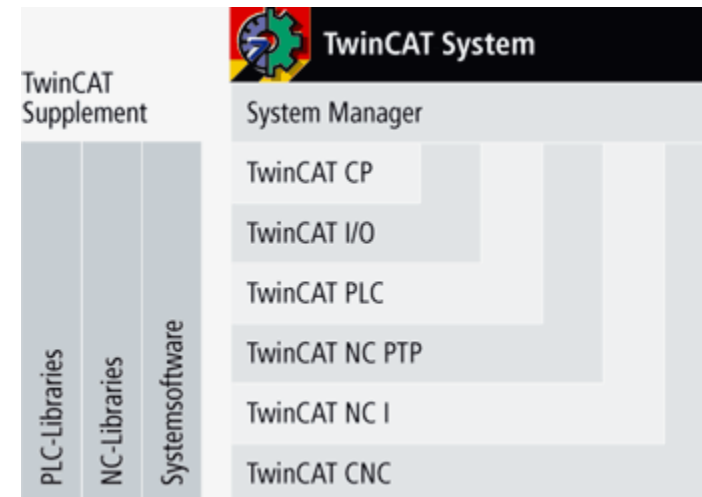 TwinCAT System
TwinCAT
Supplement
System Manager
TwinCAT CP
TwinCAT I/O
TwinCAT PLC
TwinCAT NC PTP
TwinCAT NC I
TwinCAT CNC
PLC-Libraries
NC-Libraries
Systemsoftware